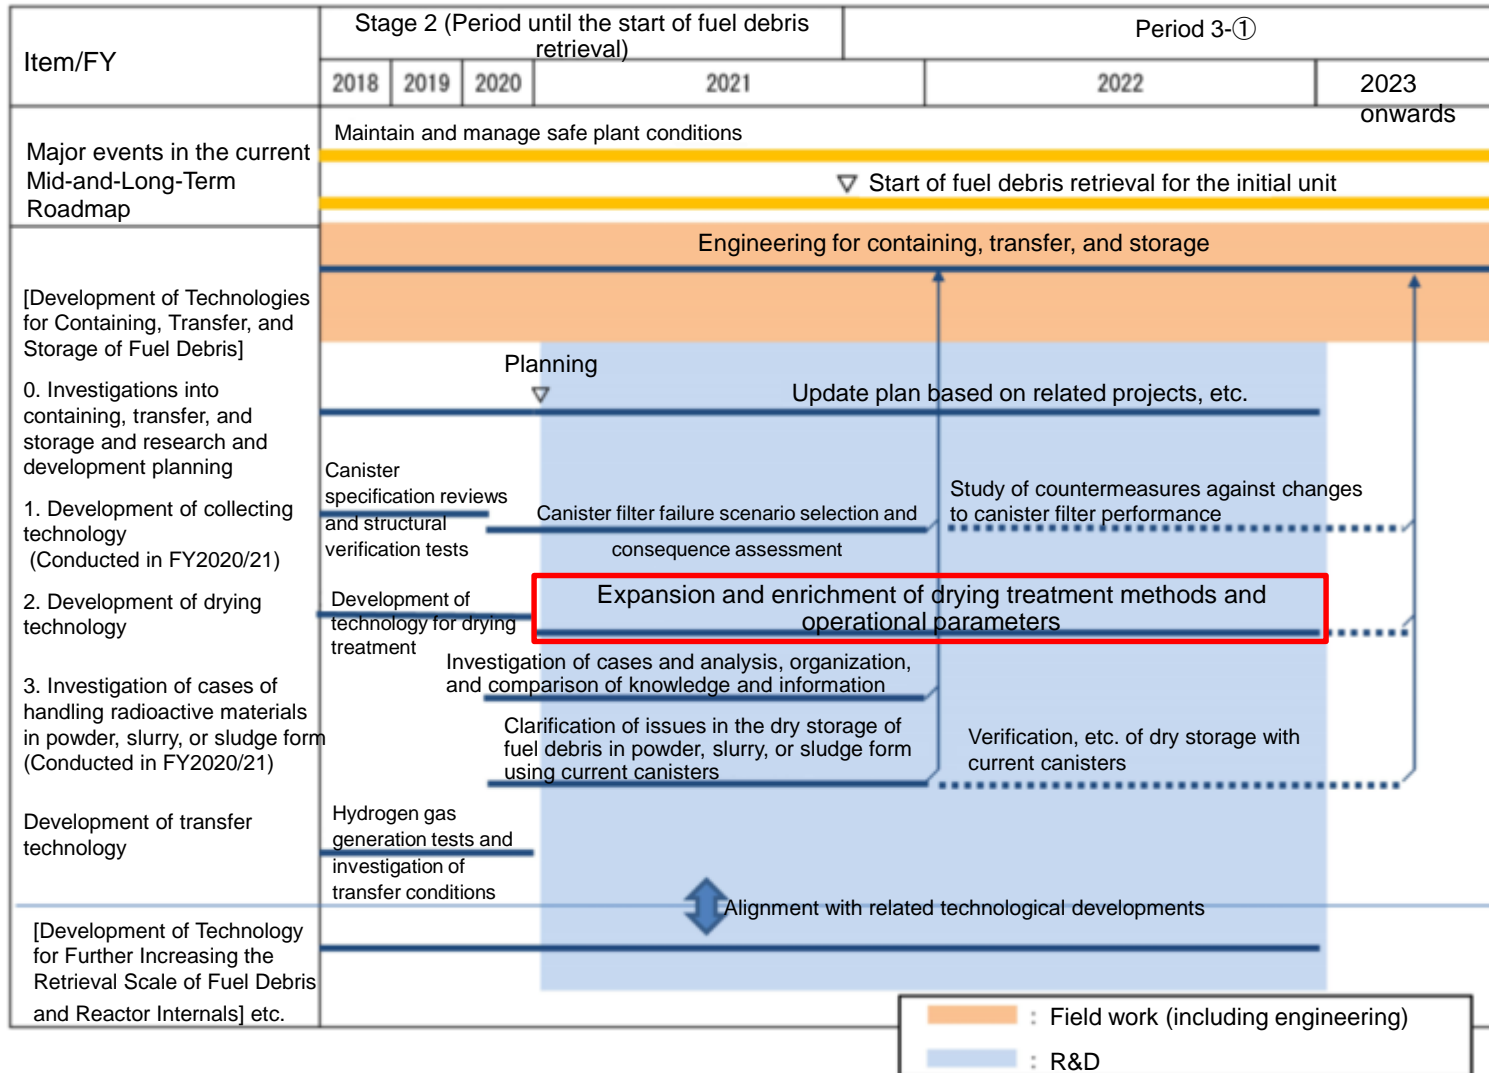 Item/FY
Stage 2 (Period until the start of fuel debris
retrieval)
Period 3-①
2018
2019
2020
2021
2022
2023
onwards
Major events in the current
Mid-and-Long-Term
Roadmap
Maintain and manage safe plant conditions
Start of fuel debris retrieval for the initial unit
Engineering for containing, transfer, and storage
[Development of Technologies
for Containing, Transfer, and
Storage of Fuel Debris]
0. Investigations into
containing, transfer, and
storage and research and
development planning
Planning
Update plan based on related projects, etc.
1. Development of collecting
technology
(Conducted in FY2020/21)
Canister
specification reviews
and structural
verification tests
Canister filter failure scenario selection and
consequence assessment
Study of countermeasures against changes
to canister filter performance
2. Development of drying
technology
Development of
technology for drying
treatment
Expansion and enrichment of drying treatment methods and
operational parameters
3. Investigation of cases of
handling radioactive materials
in powder, slurry, or sludge form
(Conducted in FY2020/21)
Investigation of cases and analysis, organization,
and comparison of knowledge and information
Clarification of issues in the dry storage of
fuel debris in powder, slurry, or sludge form
using current canisters
Verification, etc. of dry storage with
current canisters
Development of transfer
technology
Hydrogen gas
generation tests and
investigation of
transfer conditions
Alignment with related technological developments
[Development of Technology
for Further Increasing the
Retrieval Scale of Fuel Debris
and Reactor Internals] etc.
: Field work (including engineering)
: R&D